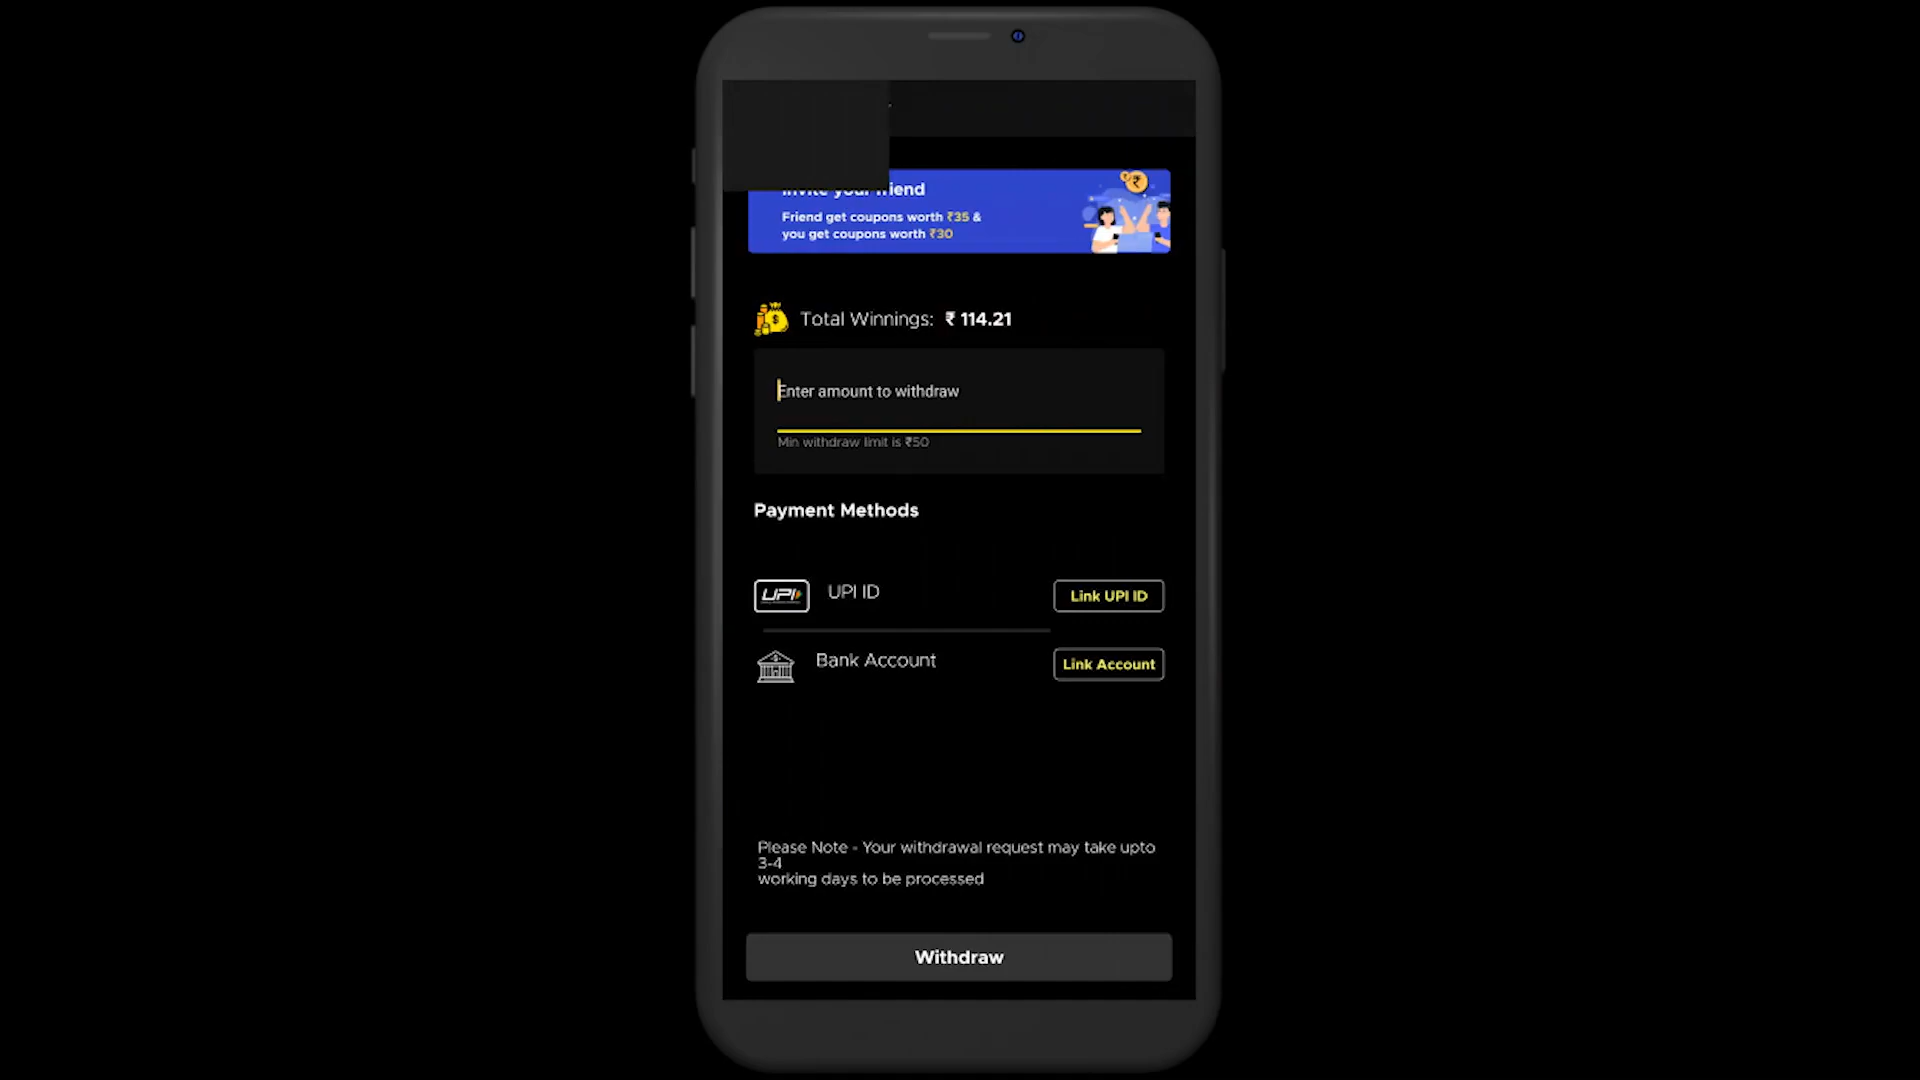 Invite your friend
Friend get coupons worth ₹35 &
you get coupons worth ₹30
Total Winnings: ₹ 114.21
Enter amount to withdraw
Min withdraw limit is ₹50
Payment Methods
UPI UPI ID Link UPI ID
Bank Account Link Account
Please Note - Your withdrawal request may take upto
3-4
working days to be processed
Withdraw